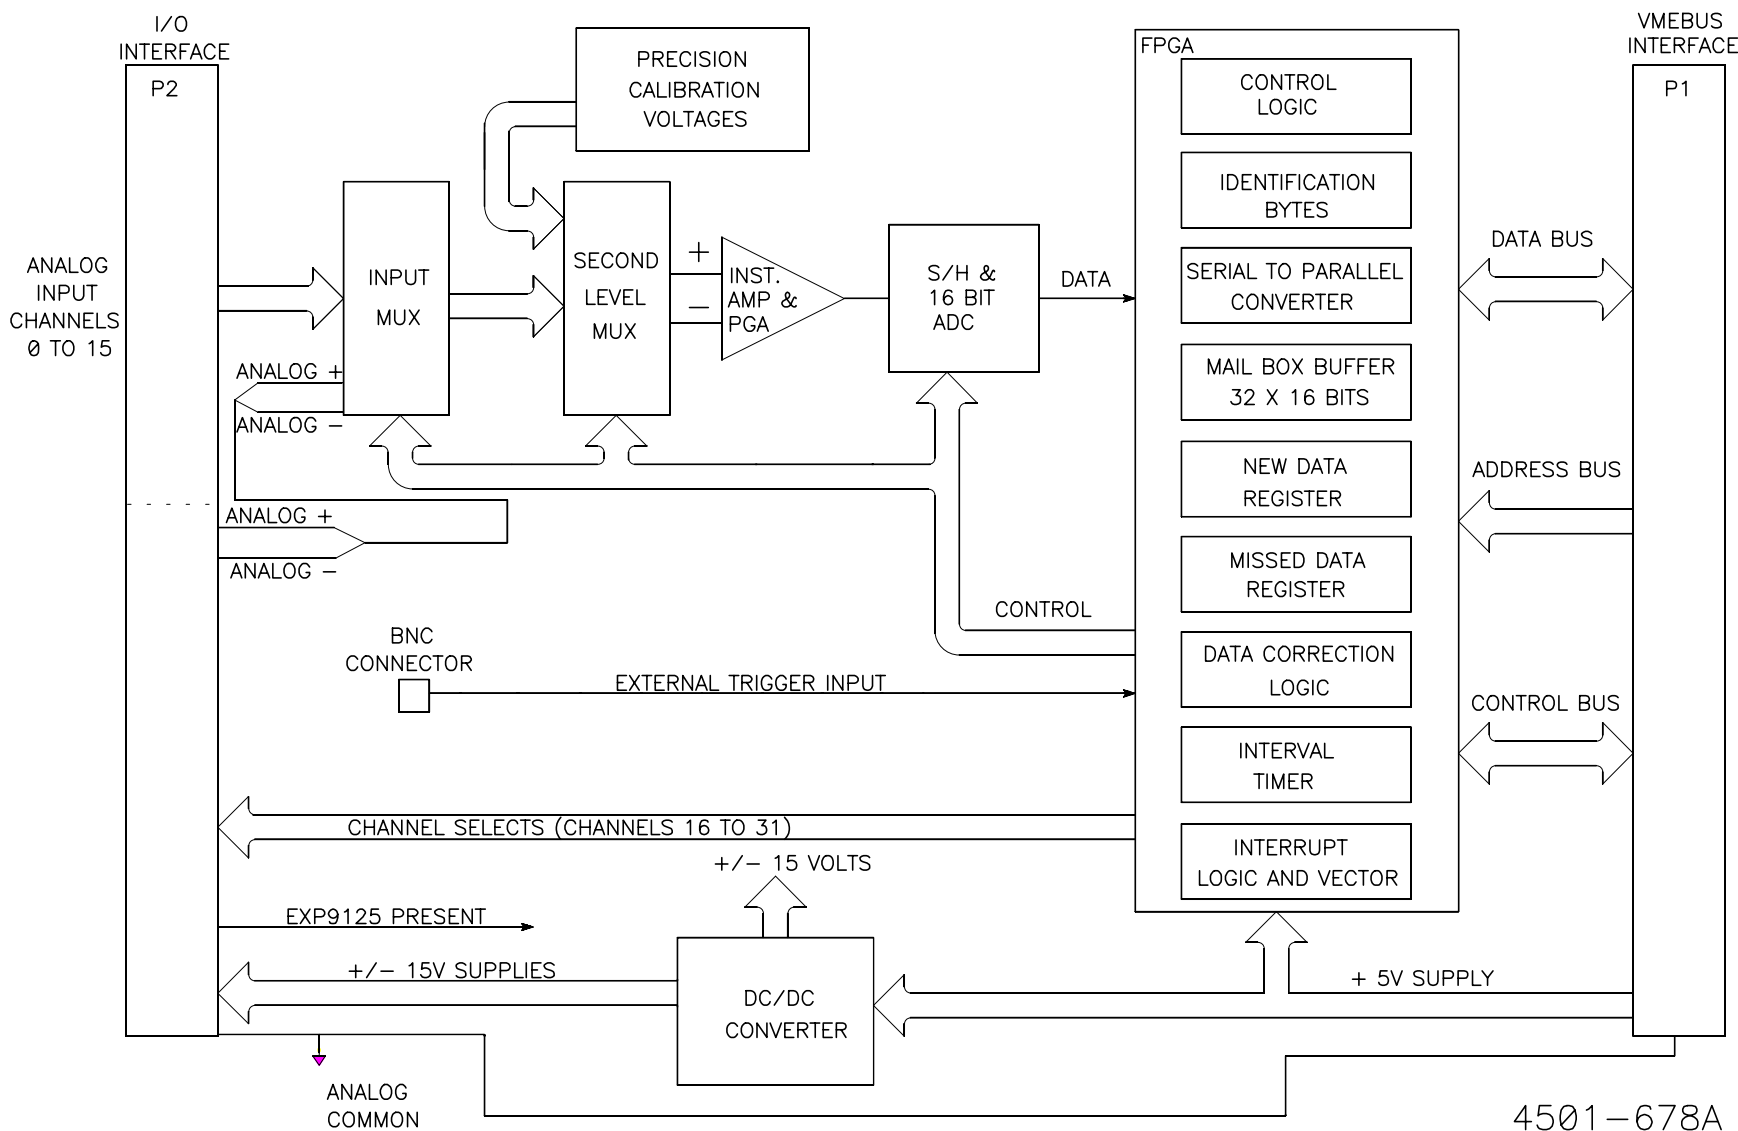 I/O
INTERFACE
P2
ANALOG
INPUT
CHANNELS
0 TO 15
PRECISION
CALIBRATION
VOLTAGES
INPUT
MUX
SECOND
LEVEL
MUX
+
−
INST.
AMP &
PGA
S/H &
16 BIT
ADC
DATA
ANALOG +
ANALOG −
ANALOG +
ANALOG −
CONTROL
BNC
CONNECTOR
EXTERNAL TRIGGER INPUT
CHANNEL SELECTS (CHANNELS 16 TO 31)
+/− 15 VOLTS
EXP9125 PRESENT
+/− 15V SUPPLIES
DC/DC
CONVERTER
ANALOG
COMMON
FPGA
CONTROL
LOGIC
IDENTIFICATION
BYTES
SERIAL TO PARALLEL
CONVERTER
MAIL BOX BUFFER
32 X 16 BITS
NEW DATA
REGISTER
MISSED DATA
REGISTER
DATA CORRECTION
LOGIC
INTERVAL
TIMER
INTERRUPT
LOGIC AND VECTOR
VMEBUS
INTERFACE
P1
DATA BUS
ADDRESS BUS
CONTROL BUS
+ 5V SUPPLY
4501−678A